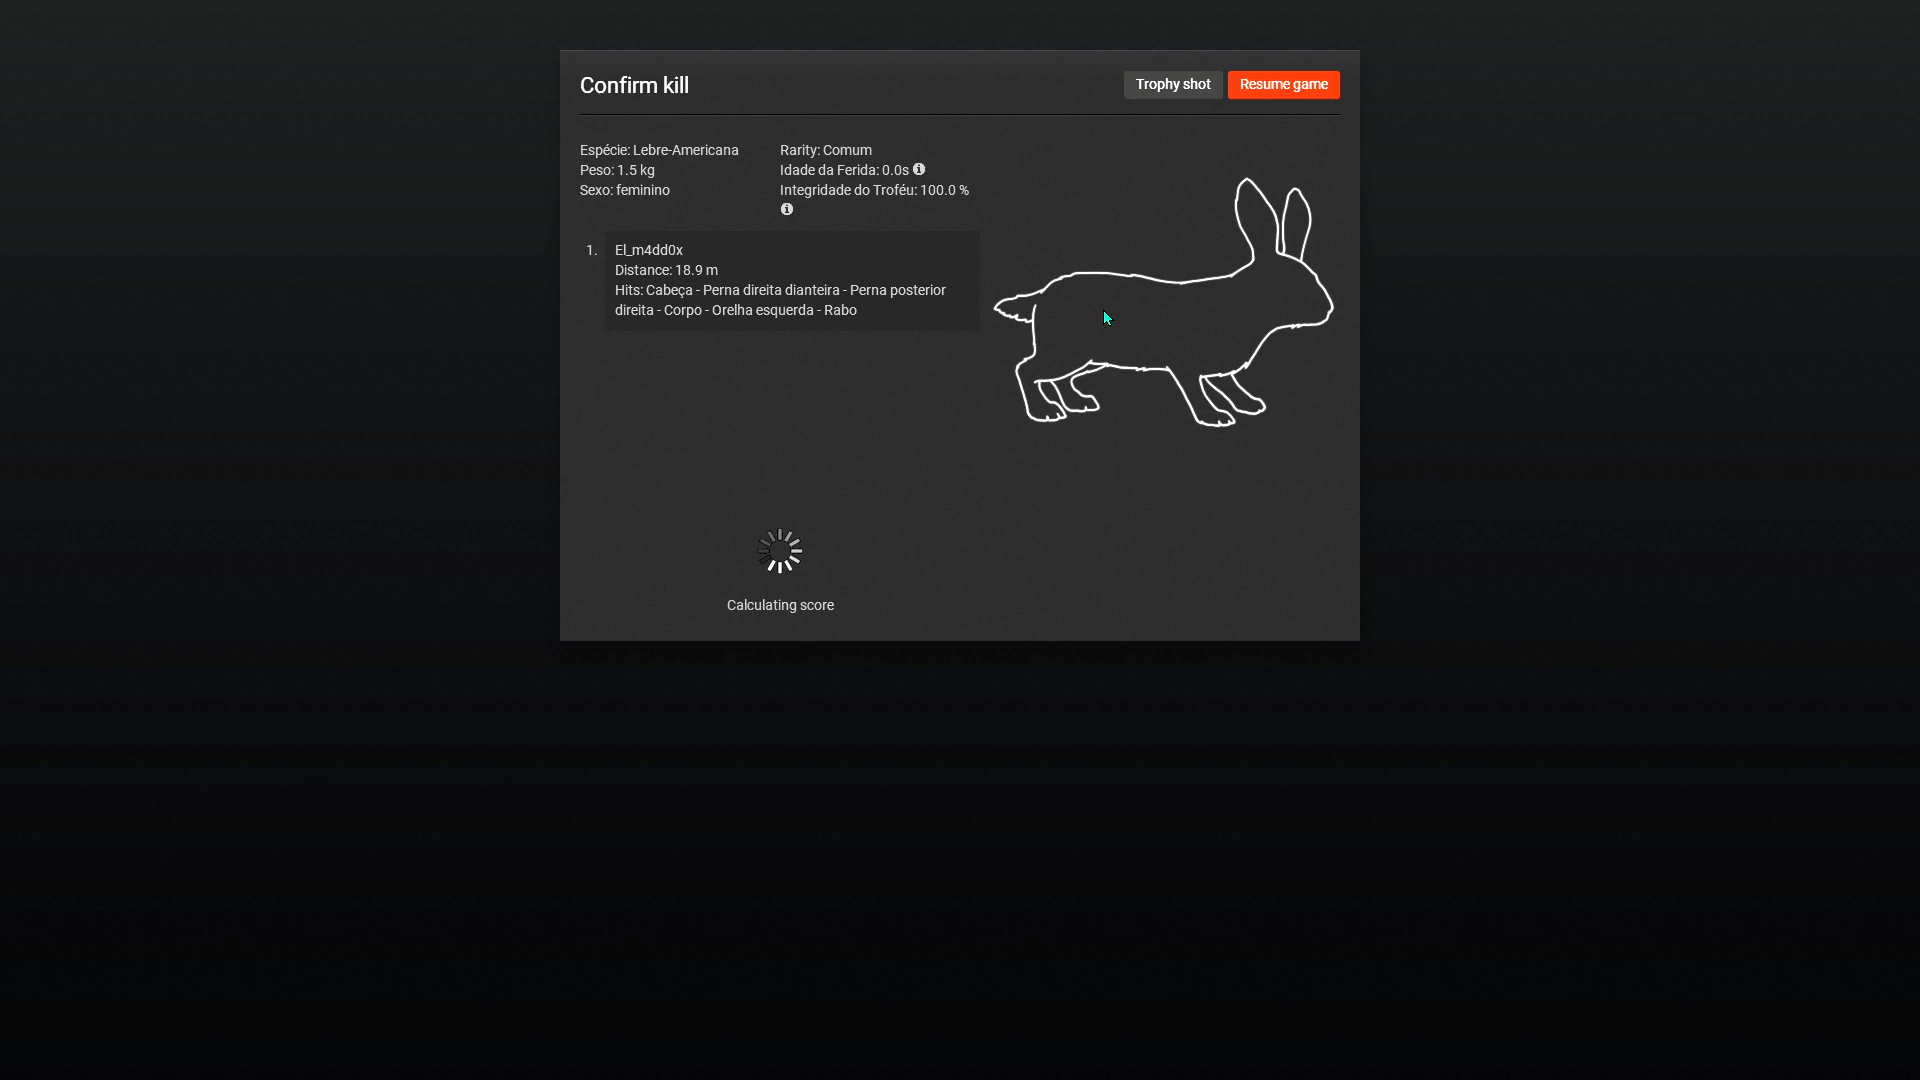 Confirm kill
Trophy shot
Resume game
Espécie: Lebre-Americana
Peso: 1.5 kg
Sexo: feminino
Rarity: Comum
Idade da Ferida: 0.0s
Integridade do Troféu: 100.0 %
1.
El_m4dd0x
Distance: 18.9 m
Hits: Cabeça - Perna direita dianteira - Perna posterior
direita - Corpo - Orelha esquerda - Rabo
Calculating score